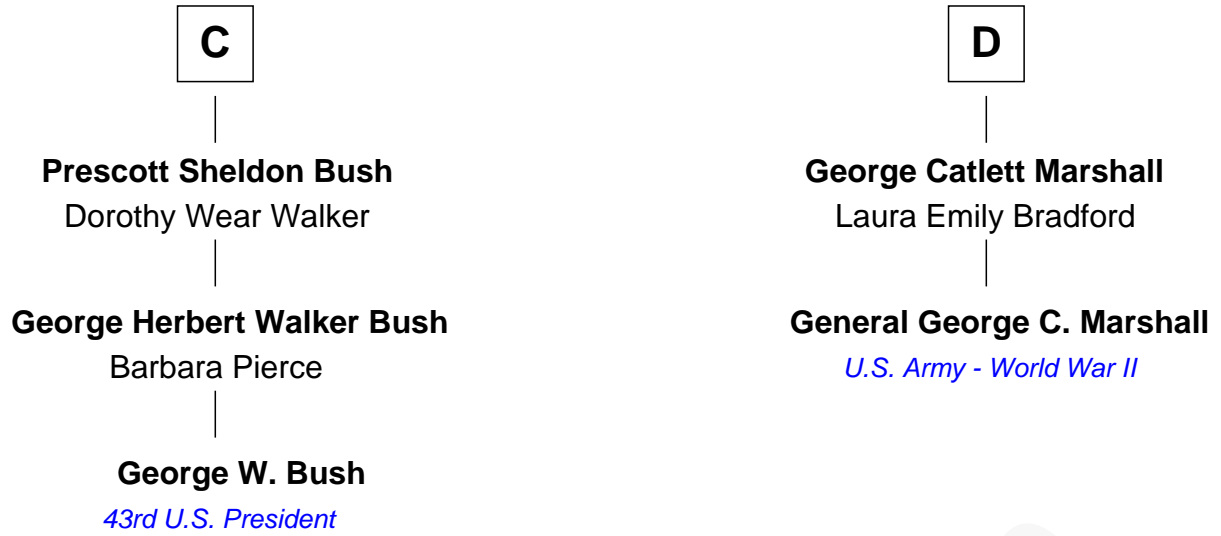 C
Prescott Sheldon Bush
Dorothy Wear Walker
George Herbert Walker Bush
Barbara Pierce
George W. Bush
43rd U.S. President
D
George Catlett Marshall
Laura Emily Bradford
General George C. Marshall
U.S. Army - World War II